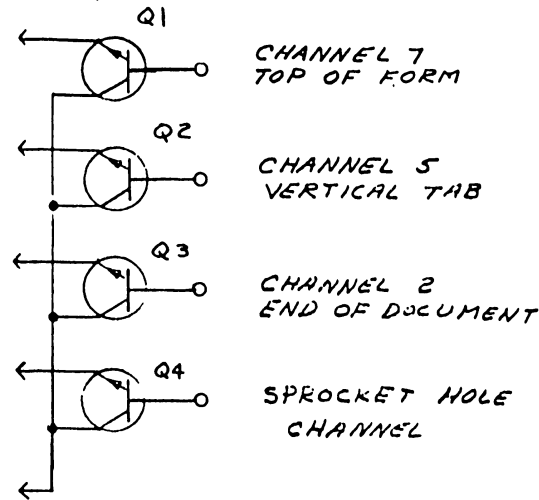 Q1
CHANNEL 7
TOP OF FORM
Q2
CHANNEL 5
VERTICAL TAB
Q3
CHANNEL 2
END OF DOCUMENT
Q4
SPROCKET HOLE
CHANNEL